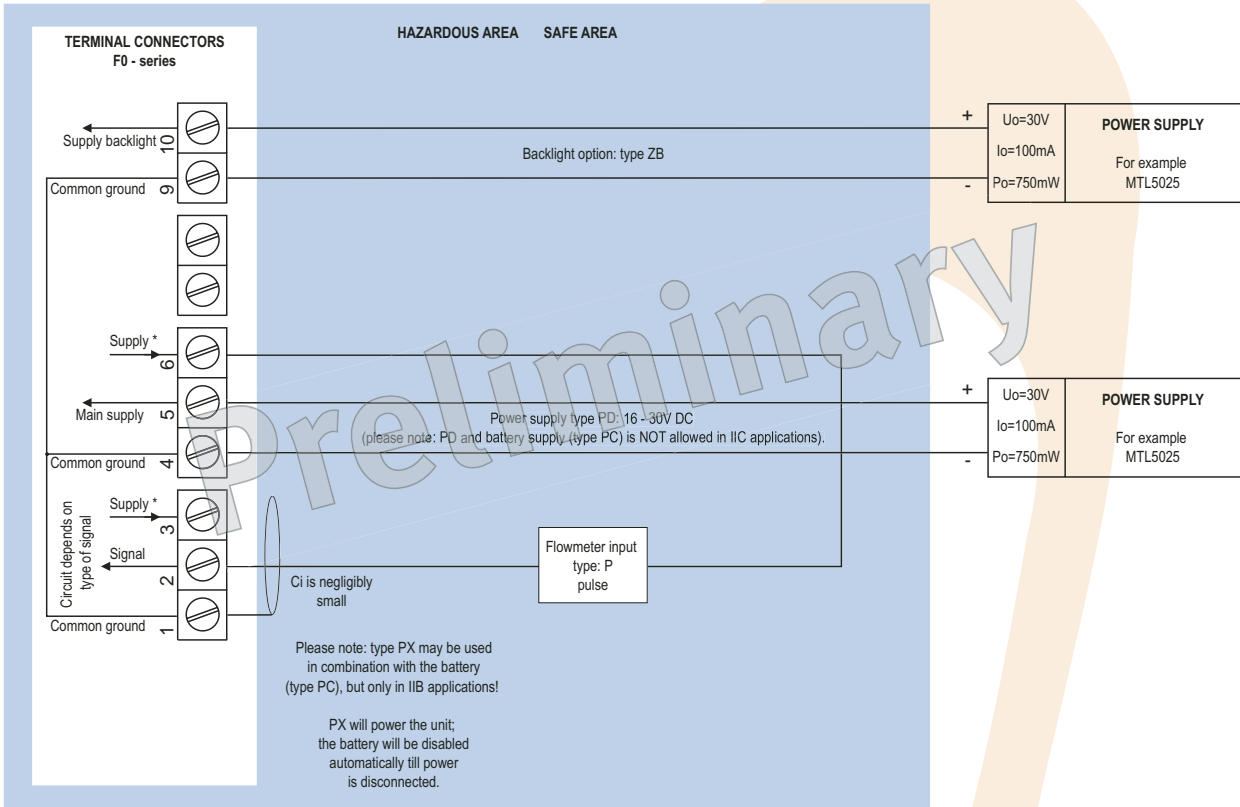 TERMINAL CONNECTORS
F0 - series
HAZARDOUS AREA SAFE AREA
Supply backlight
10
Backlight option: type ZB
+
Uo=30V
Io=100mA
Po=750mW
POWER SUPPLY
For example
MTL5025
Common ground
9
-
Supply *
6
Main supply
5
Power supply type PD: 16 - 30V DC
(please note: PD and battery supply (type PC) is NOT allowed in IIC applications).
+
Uo=30V
Io=100mA
Po=750mW
POWER SUPPLY
For example
MTL5025
Common ground
4
-
Supply *
3
Circuit depends on
type of signal
Signal
2
Flowmeter input
type: P
pulse
Ci is negligibly
small
Common ground
1
Please note: type PX may be used
in combination with the battery
(type PC), but only in IIB applications!
PX will power the unit;
the battery will be disabled
automatically till power
is disconnected.
Preliminary